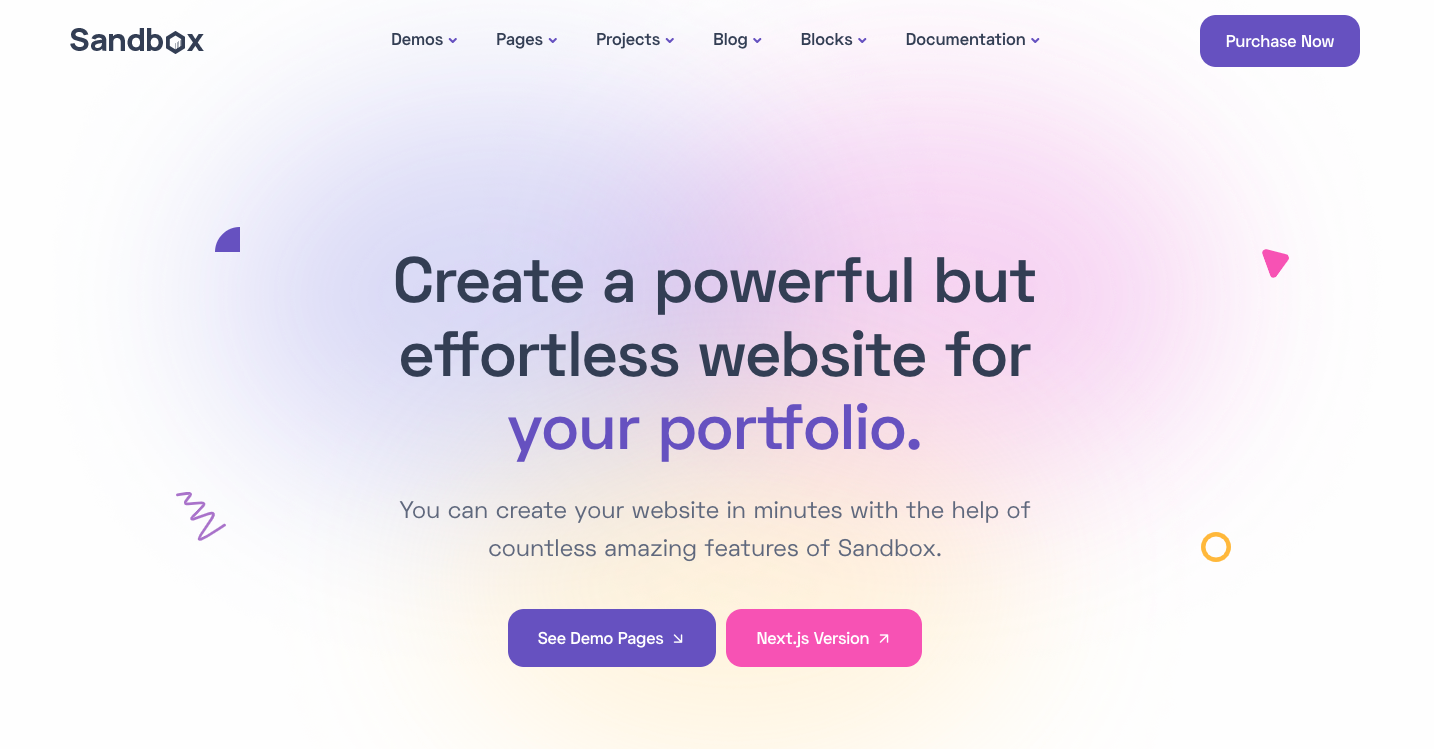 Sandbox
Demos
Pages
Projects
Blog
Blocks
Documentation
Purchase Now
Create a powerful but
effortless website for
your portfolio.
You can create your website in minutes with the help of
countless amazing features of Sandbox.
See Demo Pages
Next.js Version